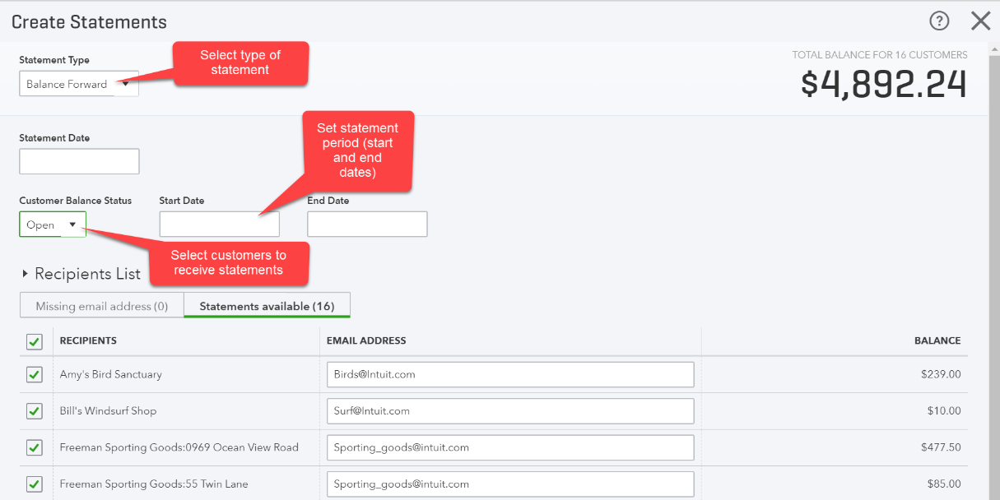 Create Statements
?
Statement Type
Balance Forward
Select type of
statement
TOTAL BALANCE FOR 16 CUSTOMERS
$4,892.24
Statement Date
Set statement
period (start
and end
dates)
Customer Balance Status
Start Date
End Date
Open
Select customers to
receive statements
Recipients List
Missing email address (0)
Statements available (16)
RECIPIENTS
EMAIL ADDRESS
BALANCE
Amy's Bird Sanctuary
Birds@Intuit.com
$239.00
Bill's Windsurf Shop
Surf@Intuit.com
$10.00
Freeman Sporting Goods:0969 Ocean View Road
Sporting_goods@intuit.com
$477.50
Freeman Sporting Goods:55 Twin Lane
Sporting_goods@intuit.com
$85.00